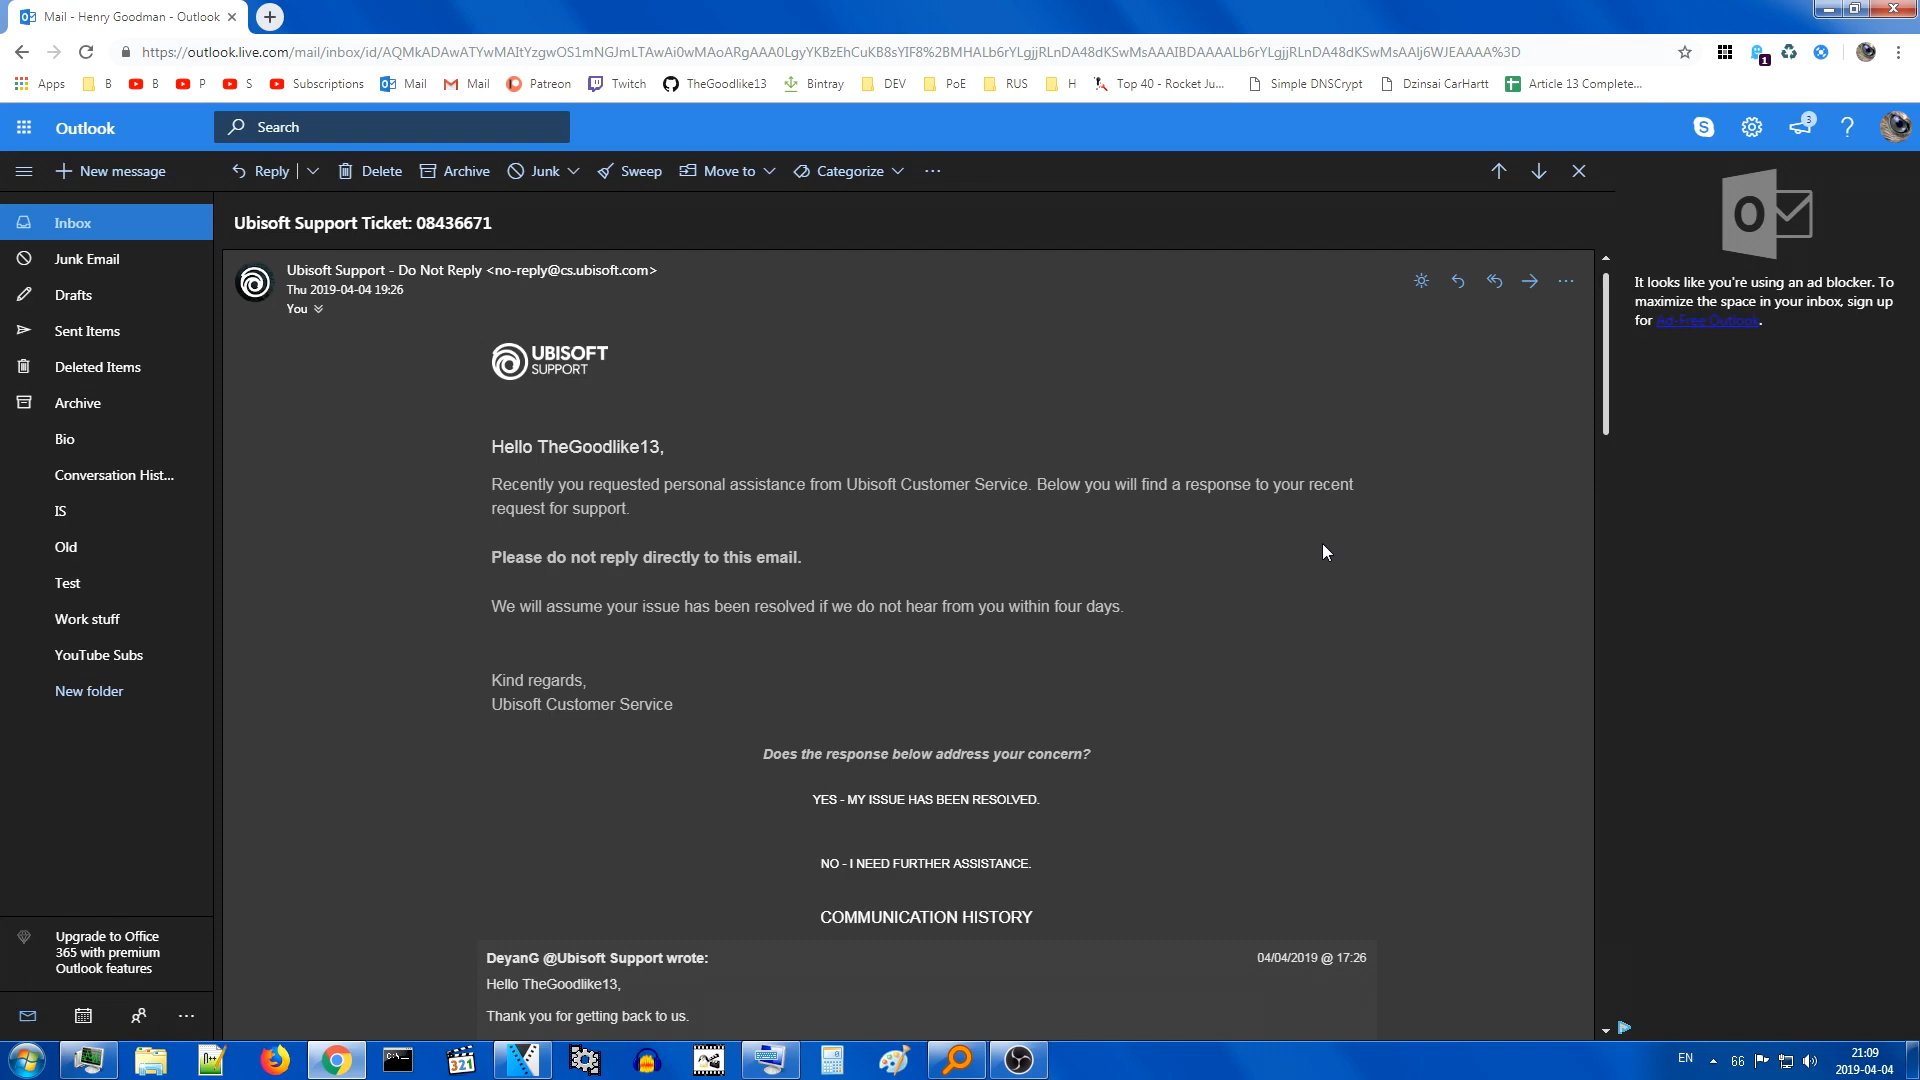 Mail - Henry Goodman - Outlook
https://outlook.live.com/mail/inbox/id/AQMkADAwATYwMAItYzgwOS1mNGJmLTAwAi0wMAoARgAAA0LgyYKBzEhCuKB8sYIF8%2BMHALb6rYLgjjRLnDA48dKSwMsAAAIBDAAAALb6rYLgjjRLnDA48dKSwMsAAlj6WJEAAAA%3D
1
Apps B B P S Subscriptions Mail Mail Patreon Twitch TheGoodlike13 Bintray DEV PoE RUS H Top 40 - Rocket Ju... Simple DNSCrypt Dzinsai CarHartt Article 13 Complete...
Outlook
Search
3
New message
Reply
Delete
Archive
Junk
Sweep
Move to
Categorize
Inbox
Junk Email
Drafts
Sent Items
Deleted Items
Archive
Bio
Conversation Hist...
IS
Old
Test
Work stuff
YouTube Subs
New folder
Upgrade to Office
365 with premium
Outlook features
Ubisoft Support Ticket: 08436671
Ubisoft Support - Do Not Reply <no-reply@cs.ubisoft.com>
Thu 2019-04-04 19:26
You
UBISOFT
SUPPORT
Hello TheGoodlike13,
Recently you requested personal assistance from Ubisoft Customer Service. Below you will find a response to your recent
request for support.
Please do not reply directly to this email.
We will assume your issue has been resolved if we do not hear from you within four days.
Kind regards,
Ubisoft Customer Service
Does the response below address your concern?
YES - MY ISSUE HAS BEEN RESOLVED.
NO - I NEED FURTHER ASSISTANCE.
COMMUNICATION HISTORY
DeyanG @Ubisoft Support wrote: 04/04/2019 @ 17:26
Hello TheGoodlike13,
Thank you for getting back to us.
It looks like you're using an ad blocker. To
maximize the space in your inbox, sign up
for Ad-Free Outlook.
321
EN
66
21:09
2019-04-04